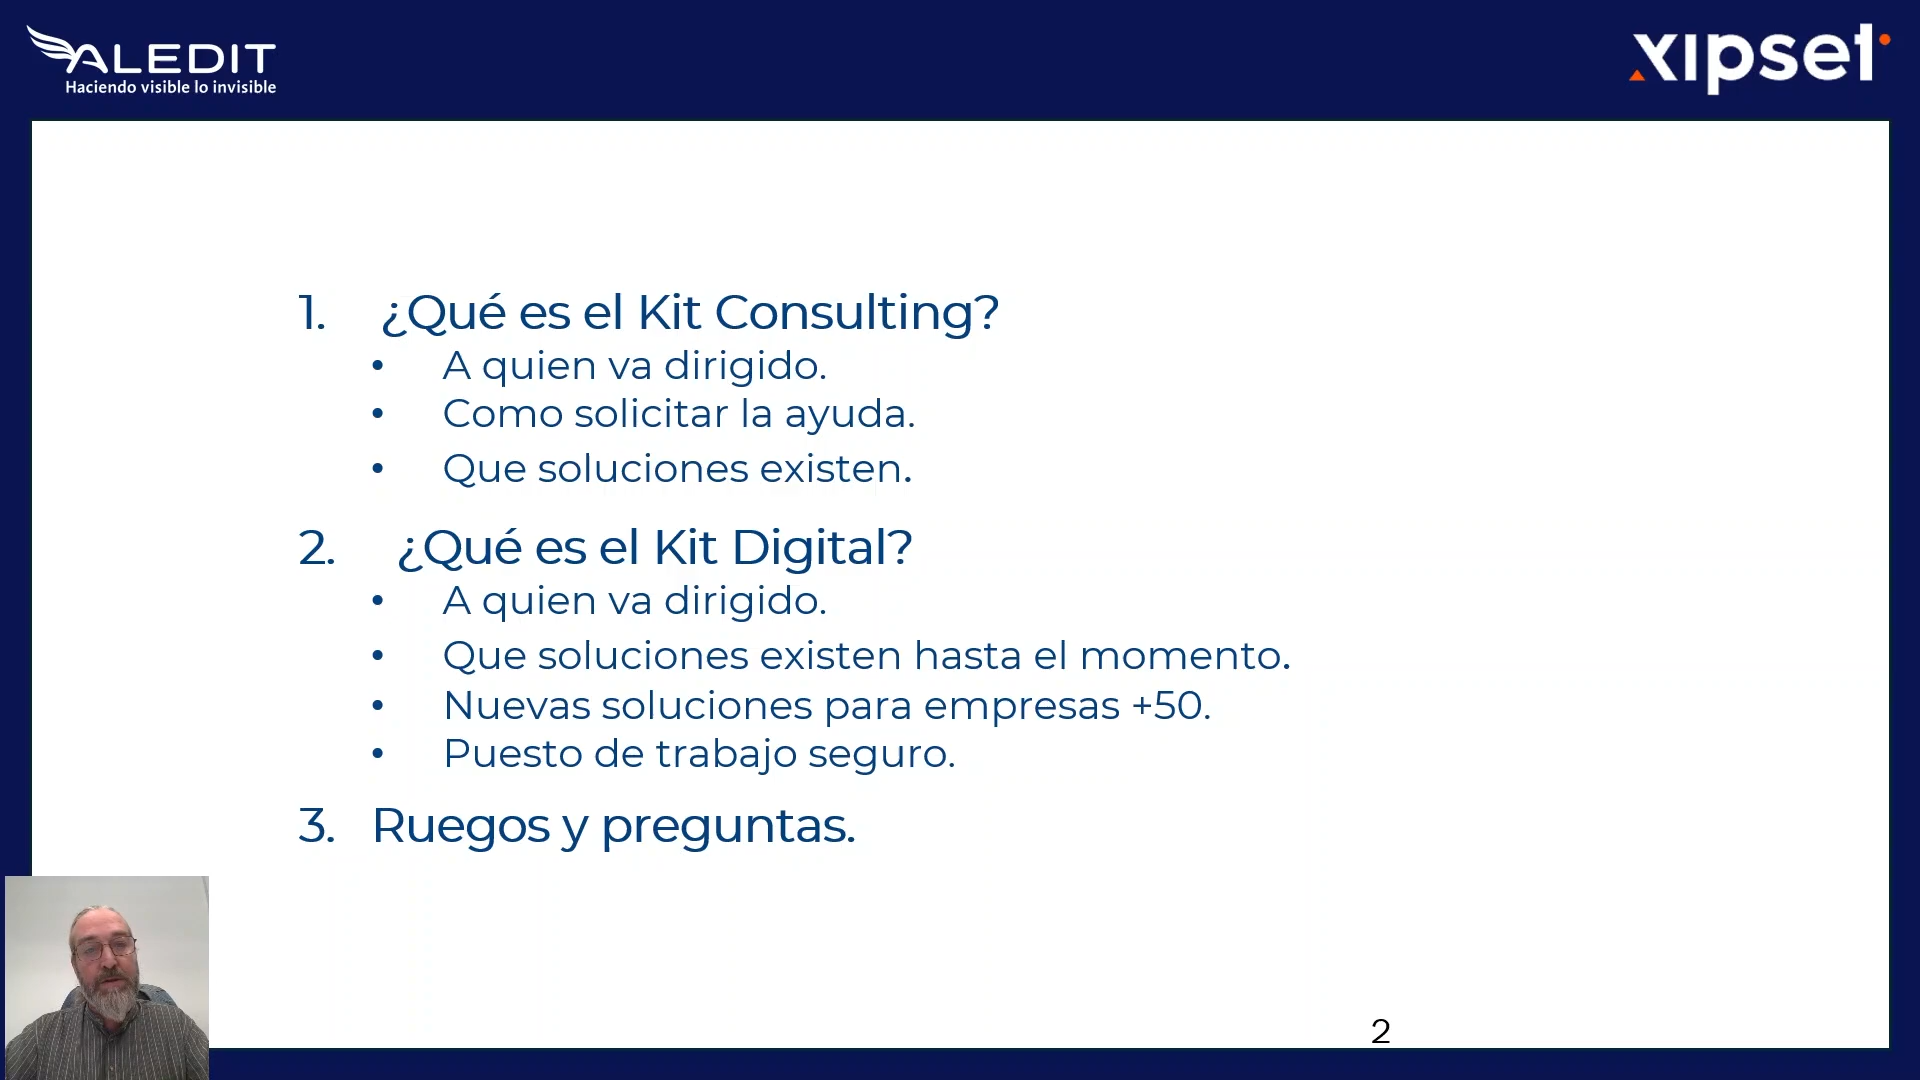 ALEDIT
Haciendo visible lo invisible
xipset
1. ¿Qué es el Kit Consulting?
• A quien va dirigido.
• Como solicitar la ayuda.
• Que soluciones existen.
2. ¿Qué es el Kit Digital?
• A quien va dirigido.
• Que soluciones existen hasta el momento.
• Nuevas soluciones para empresas +50.
• Puesto de trabajo seguro.
3. Ruegos y preguntas.
2